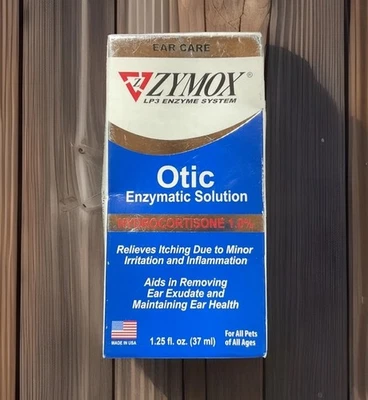 EAR CARE
Z ZYMOX®
LP3 ENZYME SYSTEM
Otic
Enzymatic Solution
HYDROCORTISONE 1.0%
Relieves Itching Due to Minor
Irritation and Inflammation
Aids in Removing
Ear Exudate and
Maintaining Ear Health
MADE IN USA
1.25 fl. oz. (37 ml)
For All Pets
of All Ages